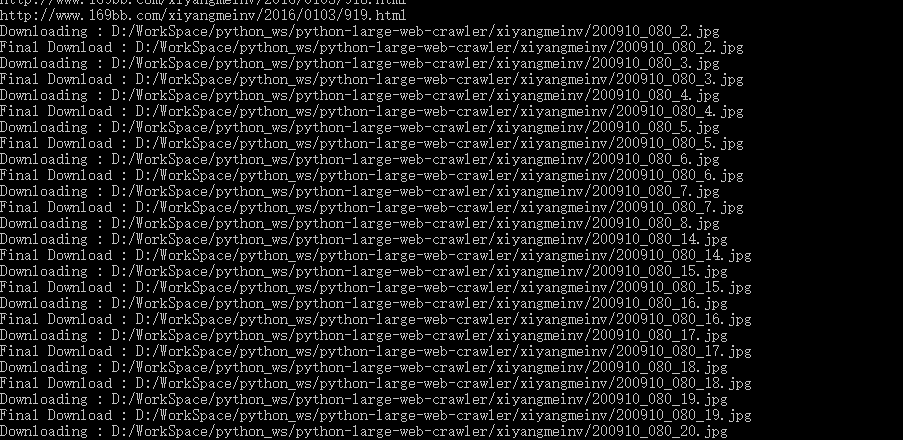 http://www.169bb.com/xiyangmeinv/2016/0103/918.html
http://www.169bb.com/xiyangmeinv/2016/0103/919.html
Downloading : D:/WorkSpace/python_ws/python-large-web-crawler/xiyangmeinv/200910_080_2.jpg
Final Download : D:/WorkSpace/python_ws/python-large-web-crawler/xiyangmeinv/200910_080_2.jpg
Downloading : D:/WorkSpace/python_ws/python-large-web-crawler/xiyangmeinv/200910_080_3.jpg
Final Download : D:/WorkSpace/python_ws/python-large-web-crawler/xiyangmeinv/200910_080_3.jpg
Downloading : D:/WorkSpace/python_ws/python-large-web-crawler/xiyangmeinv/200910_080_4.jpg
Final Download : D:/WorkSpace/python_ws/python-large-web-crawler/xiyangmeinv/200910_080_4.jpg
Downloading : D:/WorkSpace/python_ws/python-large-web-crawler/xiyangmeinv/200910_080_5.jpg
Final Download : D:/WorkSpace/python_ws/python-large-web-crawler/xiyangmeinv/200910_080_5.jpg
Downloading : D:/WorkSpace/python_ws/python-large-web-crawler/xiyangmeinv/200910_080_6.jpg
Final Download : D:/WorkSpace/python_ws/python-large-web-crawler/xiyangmeinv/200910_080_6.jpg
Downloading : D:/WorkSpace/python_ws/python-large-web-crawler/xiyangmeinv/200910_080_7.jpg
Final Download : D:/WorkSpace/python_ws/python-large-web-crawler/xiyangmeinv/200910_080_7.jpg
Downloading : D:/WorkSpace/python_ws/python-large-web-crawler/xiyangmeinv/200910_080_8.jpg
Downloading : D:/WorkSpace/python_ws/python-large-web-crawler/xiyangmeinv/200910_080_14.jpg
Final Download : D:/WorkSpace/python_ws/python-large-web-crawler/xiyangmeinv/200910_080_14.jpg
Downloading : D:/WorkSpace/python_ws/python-large-web-crawler/xiyangmeinv/200910_080_15.jpg
Final Download : D:/WorkSpace/python_ws/python-large-web-crawler/xiyangmeinv/200910_080_15.jpg
Downloading : D:/WorkSpace/python_ws/python-large-web-crawler/xiyangmeinv/200910_080_16.jpg
Final Download : D:/WorkSpace/python_ws/python-large-web-crawler/xiyangmeinv/200910_080_16.jpg
Downloading : D:/WorkSpace/python_ws/python-large-web-crawler/xiyangmeinv/200910_080_17.jpg
Final Download : D:/WorkSpace/python_ws/python-large-web-crawler/xiyangmeinv/200910_080_17.jpg
Downloading : D:/WorkSpace/python_ws/python-large-web-crawler/xiyangmeinv/200910_080_18.jpg
Final Download : D:/WorkSpace/python_ws/python-large-web-crawler/xiyangmeinv/200910_080_18.jpg
Downloading : D:/WorkSpace/python_ws/python-large-web-crawler/xiyangmeinv/200910_080_19.jpg
Final Download : D:/WorkSpace/python_ws/python-large-web-crawler/xiyangmeinv/200910_080_19.jpg
Downloading : D:/WorkSpace/python_ws/python-large-web-crawler/xiyangmeinv/200910_080_20.jpg